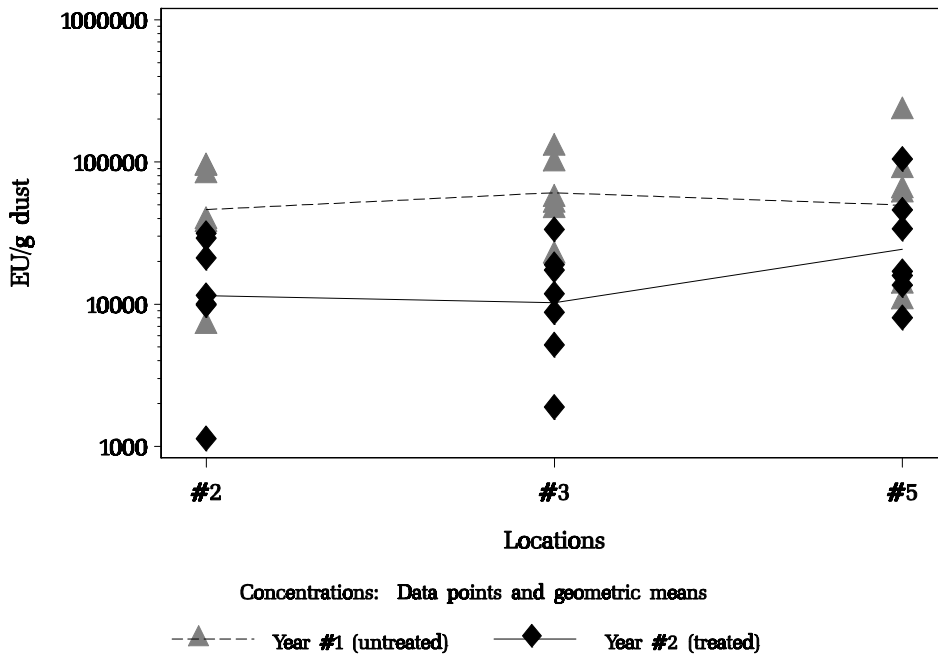 1000000
100000
10000
1000
EU/g dust
#2 #3 #5
Locations
Concentrations: Data points and geometric means
Year #1 (untreated) Year #2 (treated)